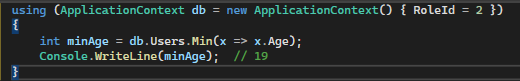 using (ApplicationContext db = new ApplicationContext() { RoleId = 2 })
{
    int minAge = db.Users.Min(x => x.Age);
    Console.WriteLine(minAge);  // 19
}